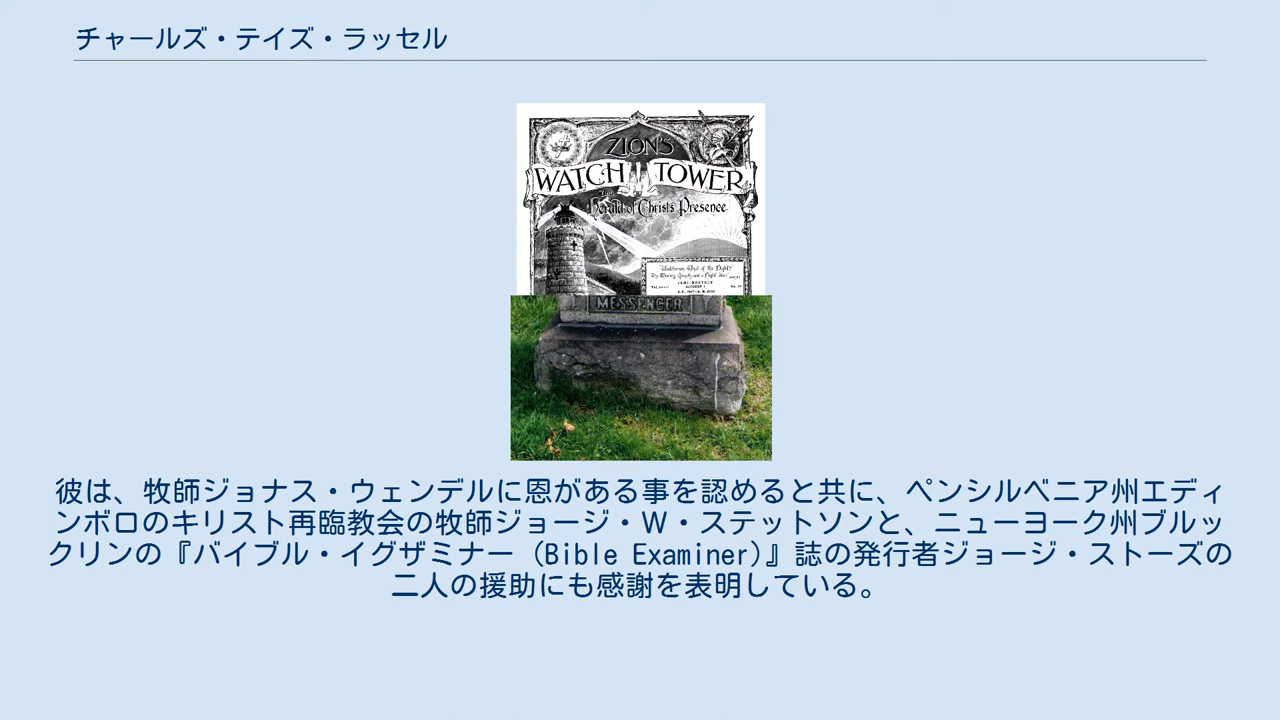 チャールズ・テイズ・ラッセル
ZION'S
WATCH TOWER
Herald of Christ's Presence
"Watchman, What of the Night?"
MESSENGER
彼は、牧師ジョナス・ウェンデルに恩がある事を認めると共に、ペンシルベニア州エディ
ンボロのキリスト再臨教会の牧師ジョージ・W・ステットソンと、ニューヨーク州ブルッ
クリンの『バイブル・イグザミナー（Bible Examiner)』誌の発行者ジョージ・ストーズの
二人の援助にも感謝を表明している。